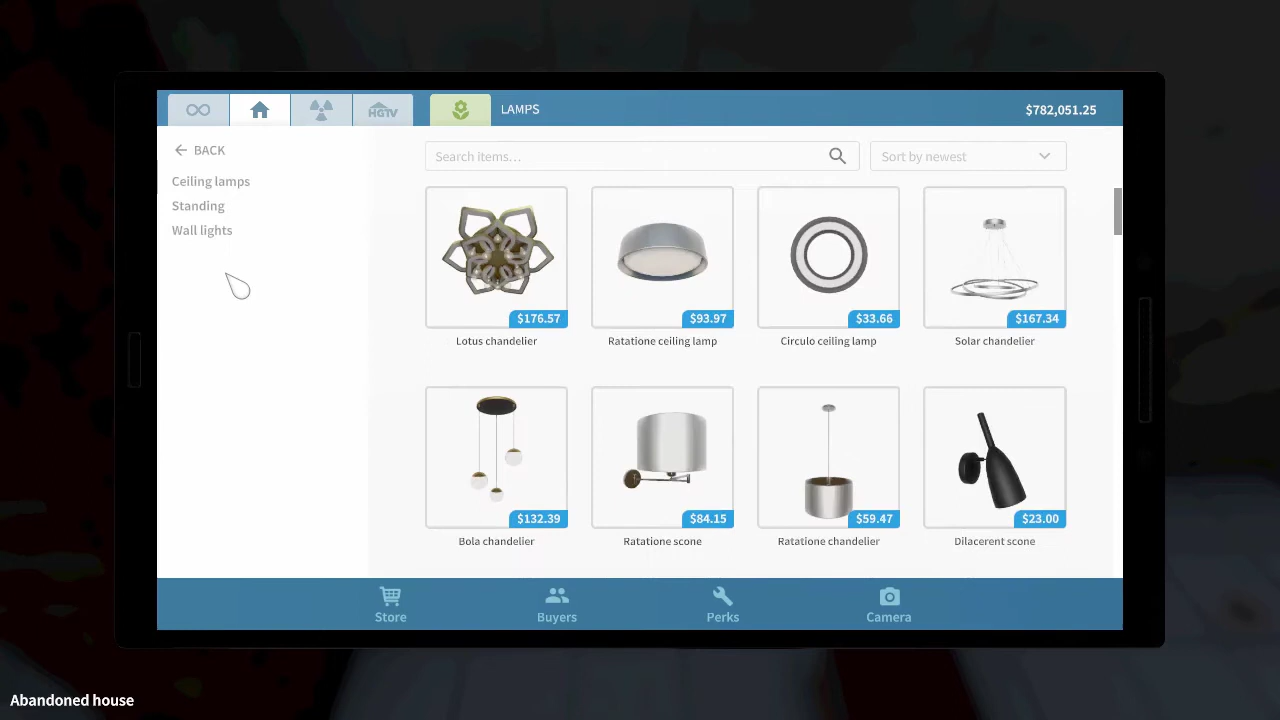 HGTV
LAMPS
$782,051.25
BACK
Ceiling lamps
Standing
Wall lights
Search items...
Sort by newest
$176.57
$93.97
$33.66
$167.34
Lotus chandelier
Ratatione ceiling lamp
Circulo ceiling lamp
Solar chandelier
$132.39
$84.15
$59.47
$23.00
Bola chandelier
Ratatione scone
Ratatione chandelier
Dilacerent scone
Store
Buyers
Perks
Camera
Abandoned house